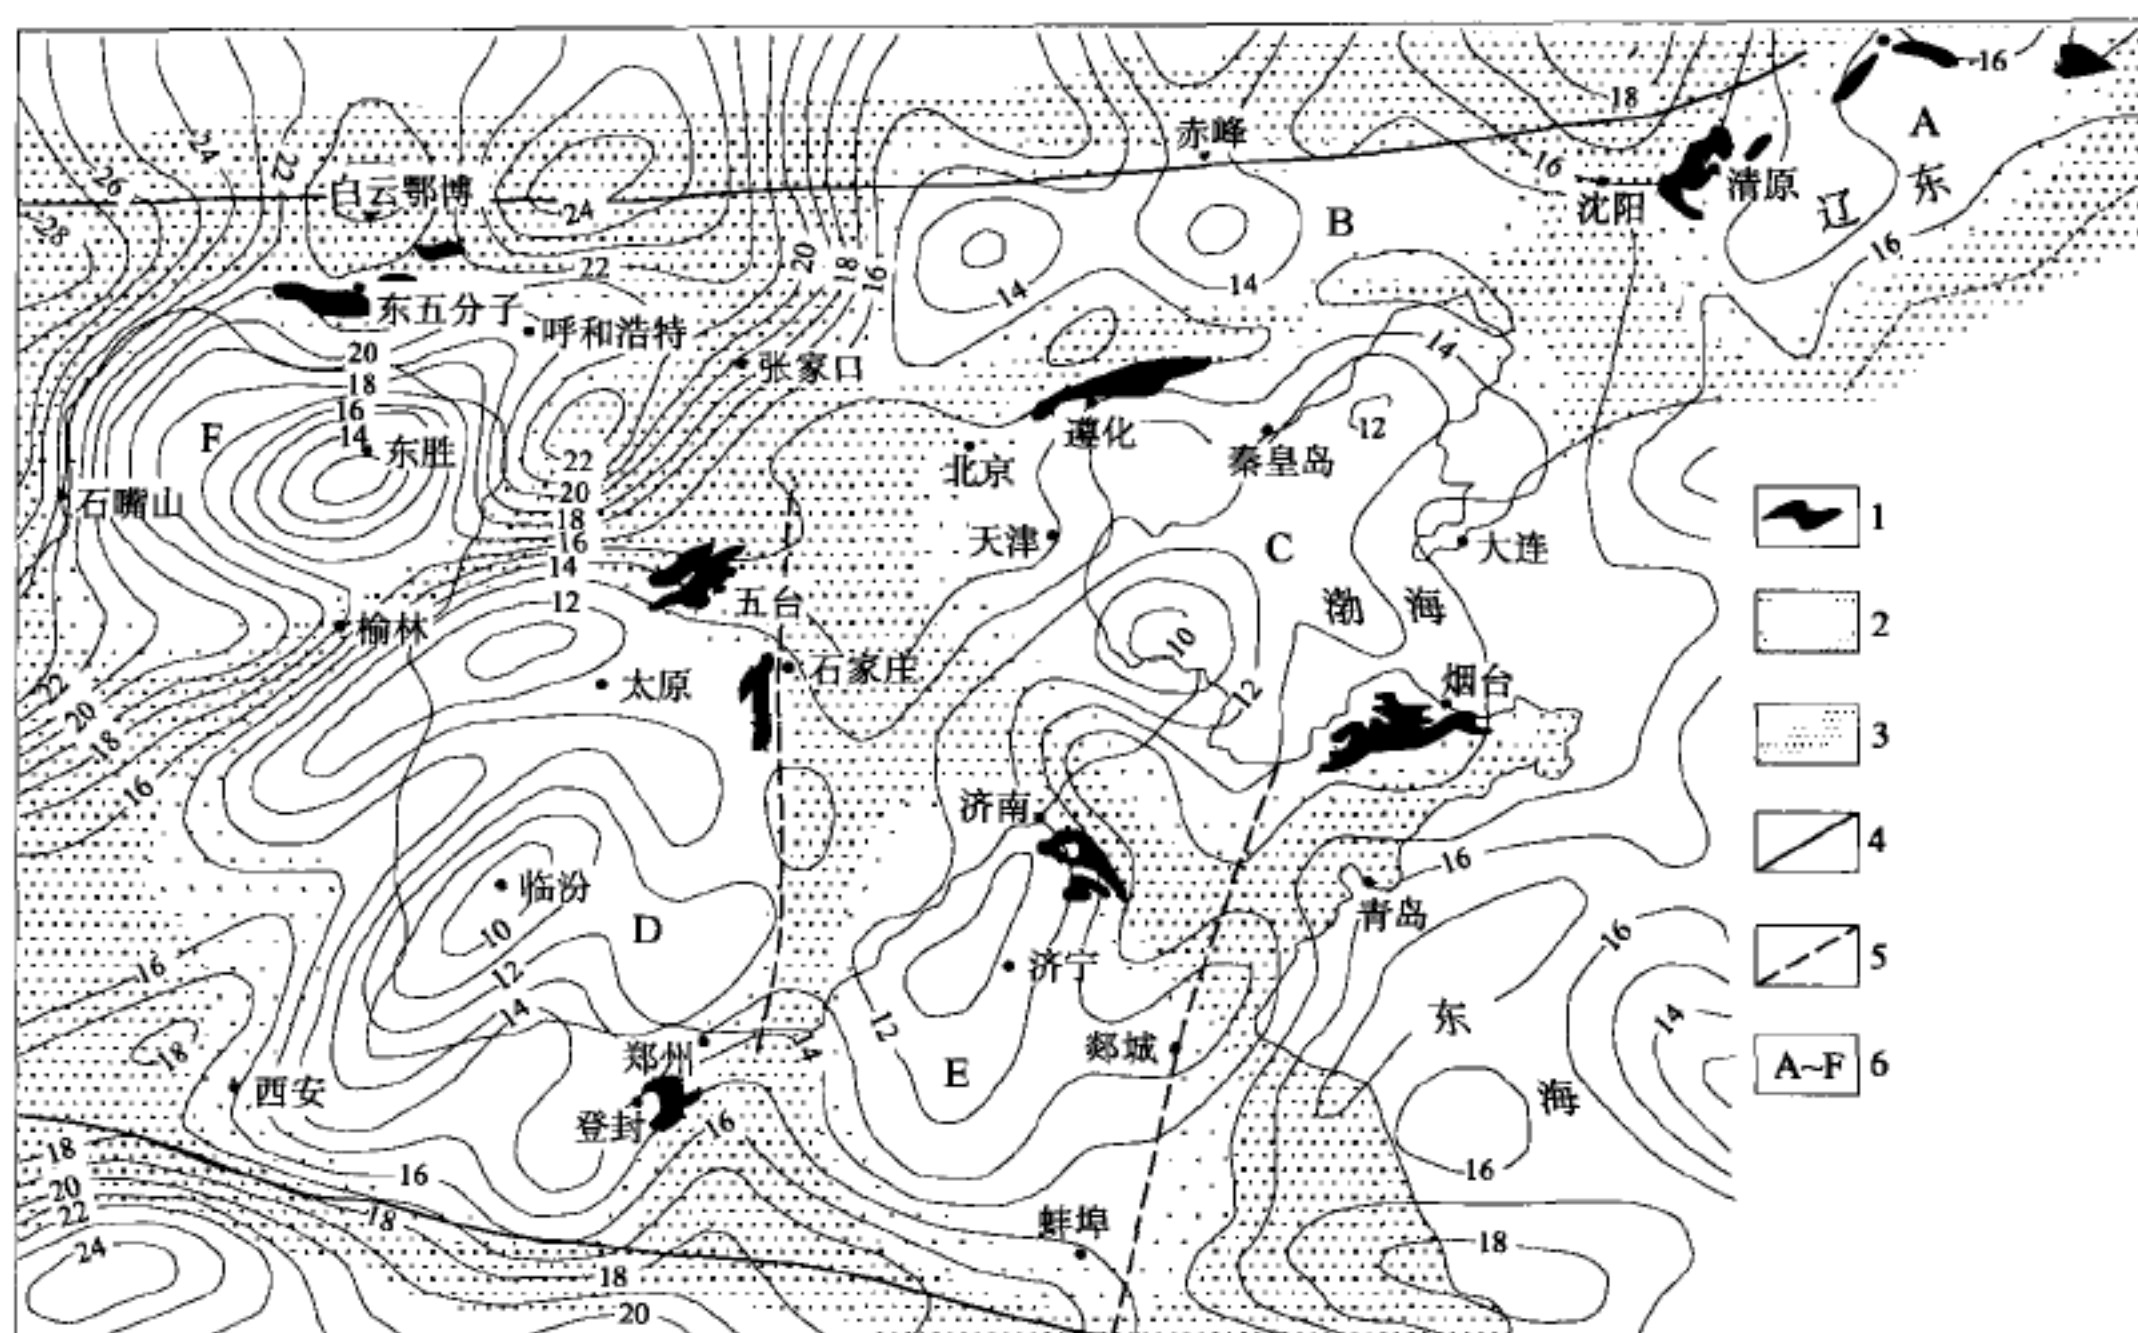 16
18
A
24
22
赤峰
26
16
白云鄂博
B
沈阳
清原
辽
东
24
28
16
22
20
18
16
14
14
东五分子
呼和浩特
20
张家口
14
18
16
F
14
东胜
遵化
12
北京
秦皇岛
22
石嘴山
20
1
18
天津
C
大连
16
14
12
五台
渤
海
2
榆林
10
石家庄
烟台
太原
22
12
20
18
3
16
济南
4
16
临汾
青岛
D
10
16
济宁
5
16
12
14
东
14
12
18
郑州
14
郯城
E
西安
A~F
6
海
登封
16
18
16
16
20
22
18
蚌埠
24
18
18
20